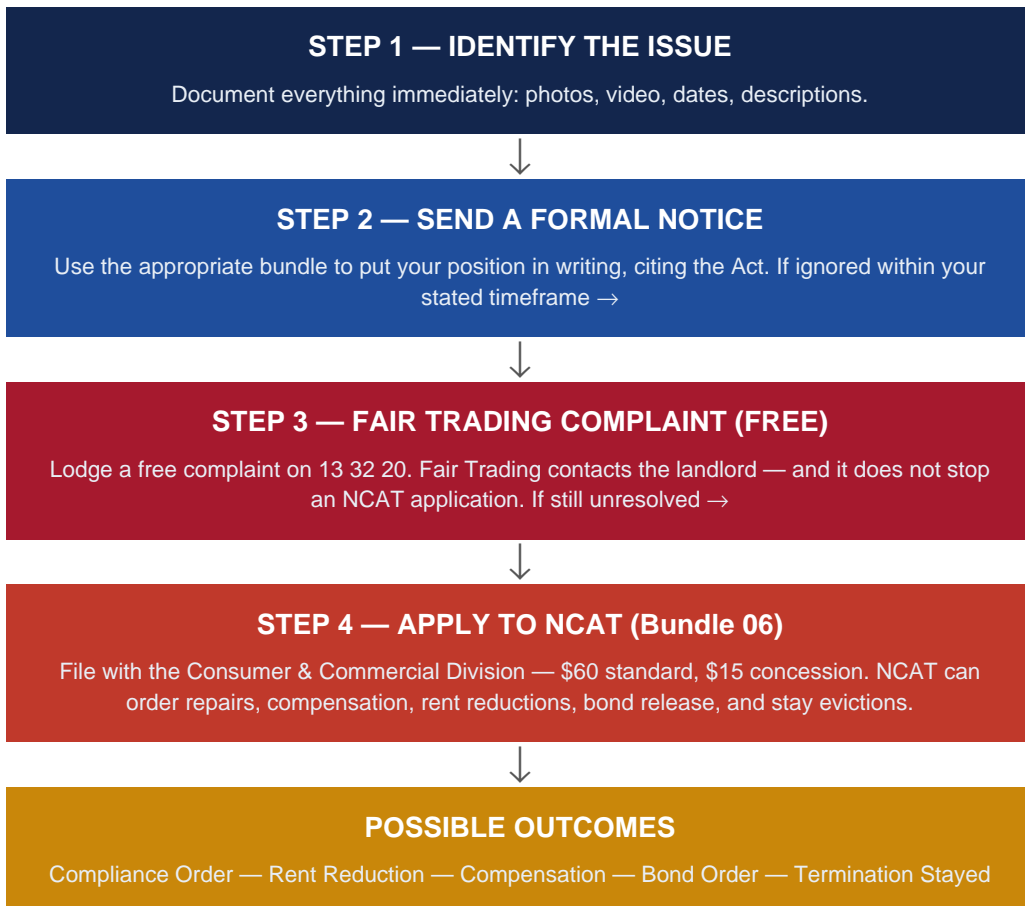 STEP 1 — IDENTIFY THE ISSUE
Document everything immediately: photos, video, dates, descriptions.
STEP 2 — SEND A FORMAL NOTICE
Use the appropriate bundle to put your position in writing, citing the Act. If ignored within your
stated timeframe →
STEP 3 — FAIR TRADING COMPLAINT (FREE)
Lodge a free complaint on 13 32 20. Fair Trading contacts the landlord — and it does not stop
an NCAT application. If still unresolved →
STEP 4 — APPLY TO NCAT (Bundle 06)
File with the Consumer & Commercial Division — $60 standard, $15 concession. NCAT can
order repairs, compensation, rent reductions, bond release, and stay evictions.
POSSIBLE OUTCOMES
Compliance Order — Rent Reduction — Compensation — Bond Order — Termination Stayed